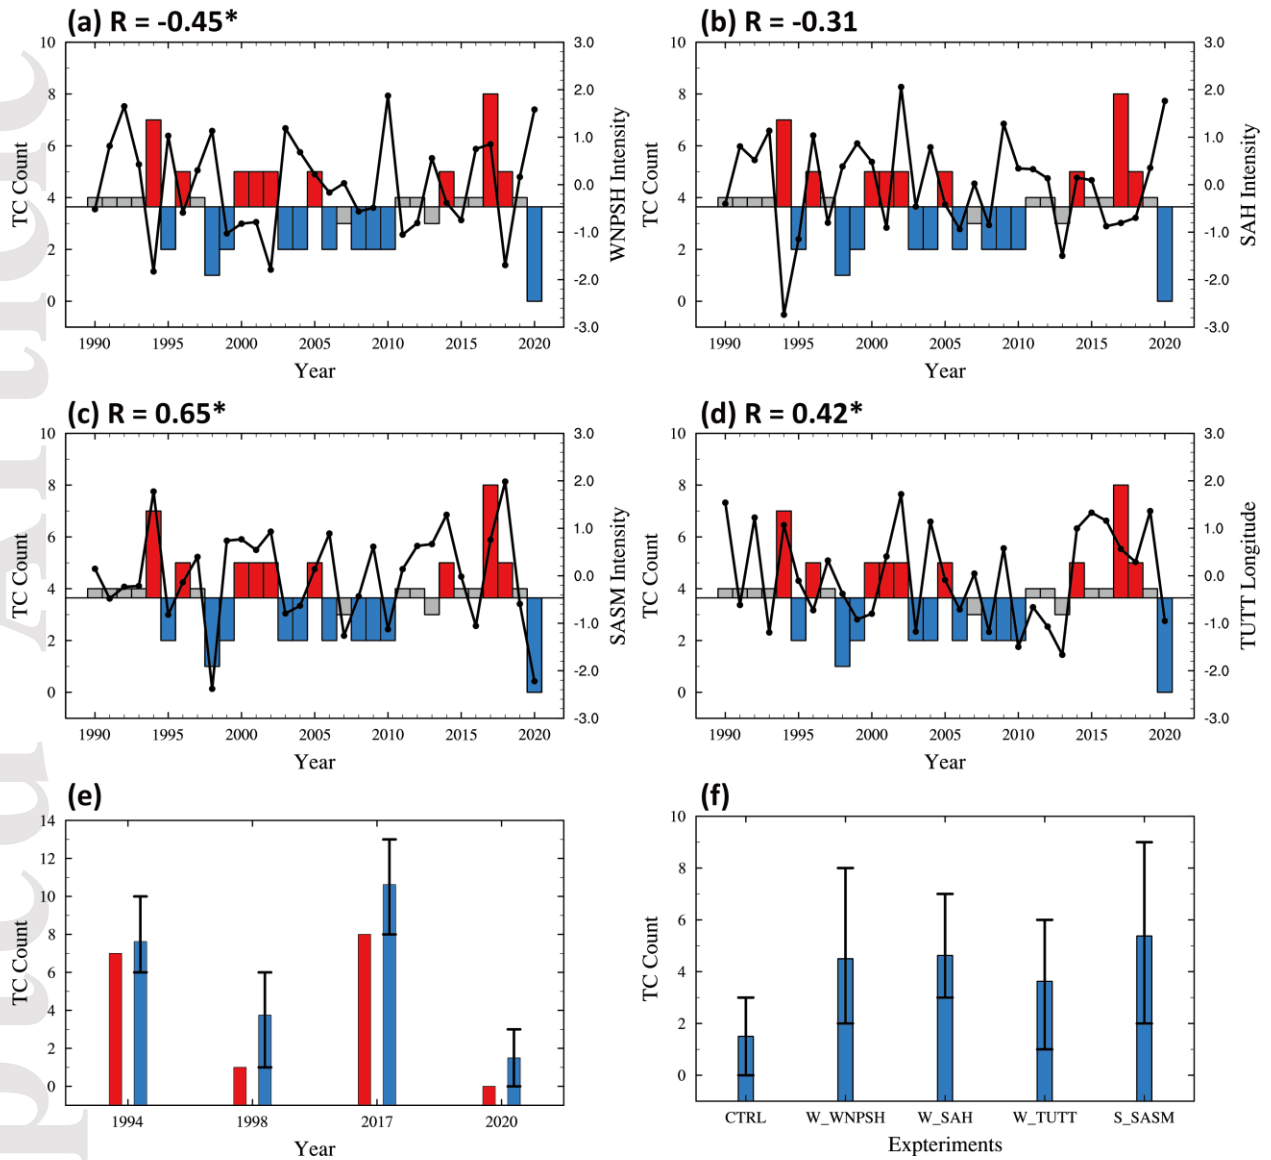 (a) R = -0.45*
10
8
6
4
2
0
TC Count
3.0
2.0
1.0
0.0
-1.0
-2.0
-3.0
WNPSH Intensity
1990 1995 2000 2005 2010 2015 2020
Year
(b) R = -0.31
10
8
6
4
2
0
TC Count
3.0
2.0
1.0
0.0
-1.0
-2.0
-3.0
SAH Intensity
1990 1995 2000 2005 2010 2015 2020
Year
(c) R = 0.65*
10
8
6
4
2
0
TC Count
3.0
2.0
1.0
0.0
-1.0
-2.0
-3.0
SASM Intensity
1990 1995 2000 2005 2010 2015 2020
Year
(d) R = 0.42*
10
8
6
4
2
0
TC Count
3.0
2.0
1.0
0.0
-1.0
-2.0
-3.0
TUTT Longitude
1990 1995 2000 2005 2010 2015 2020
Year
(e)
14
12
10
8
6
4
2
0
TC Count
1994 1998 2017 2020
Year
(f)
10
8
6
4
2
0
TC Count
CTRL W_WNPSH W_SAH W_TUTT S_SASM
Expteriments